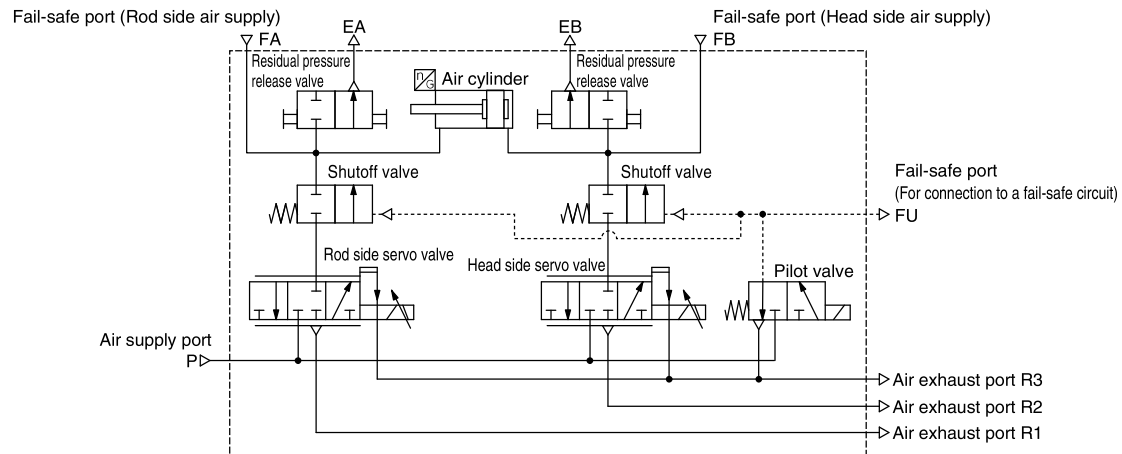 Fail-safe port (Rod side air supply)
FA
EA
EB
Fail-safe port (Head side air supply)
FB
Residual pressure
release valve
n/G
Air cylinder
Residual pressure
release valve
Shutoff valve
Shutoff valve
Fail-safe port
(For connection to a fail-safe circuit)
FU
Rod side servo valve
Head side servo valve
Pilot valve
Air supply port
P
Air exhaust port R3
Air exhaust port R2
Air exhaust port R1